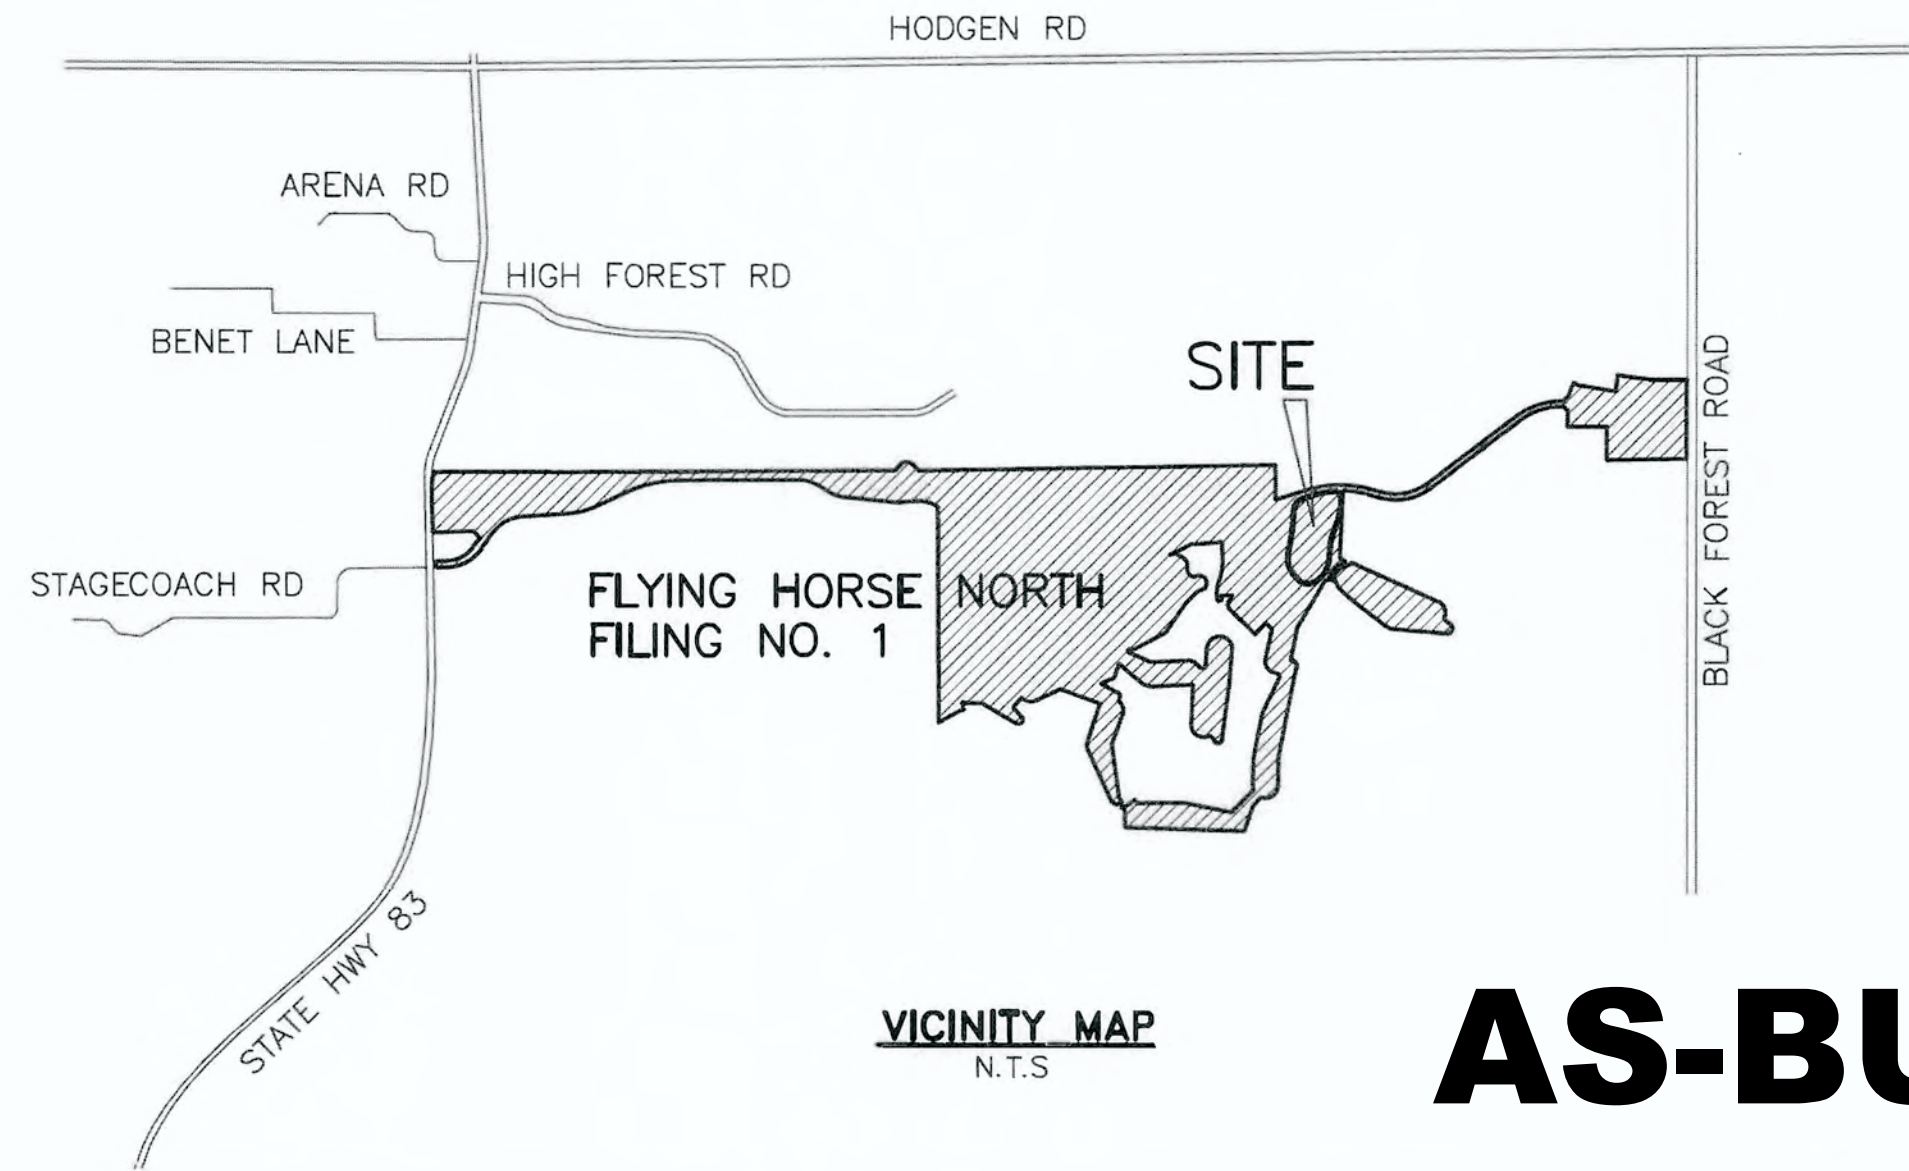 HODGEN RD
ARENA RD
HIGH FOREST RD
BENET LANE
SITE
BLACK FOREST ROAD
STAGECOACH RD
FLYING HORSE NORTH
FILING NO. 1
STATE HWY 83
VICINITY MAP
N.T.S
AS-BU